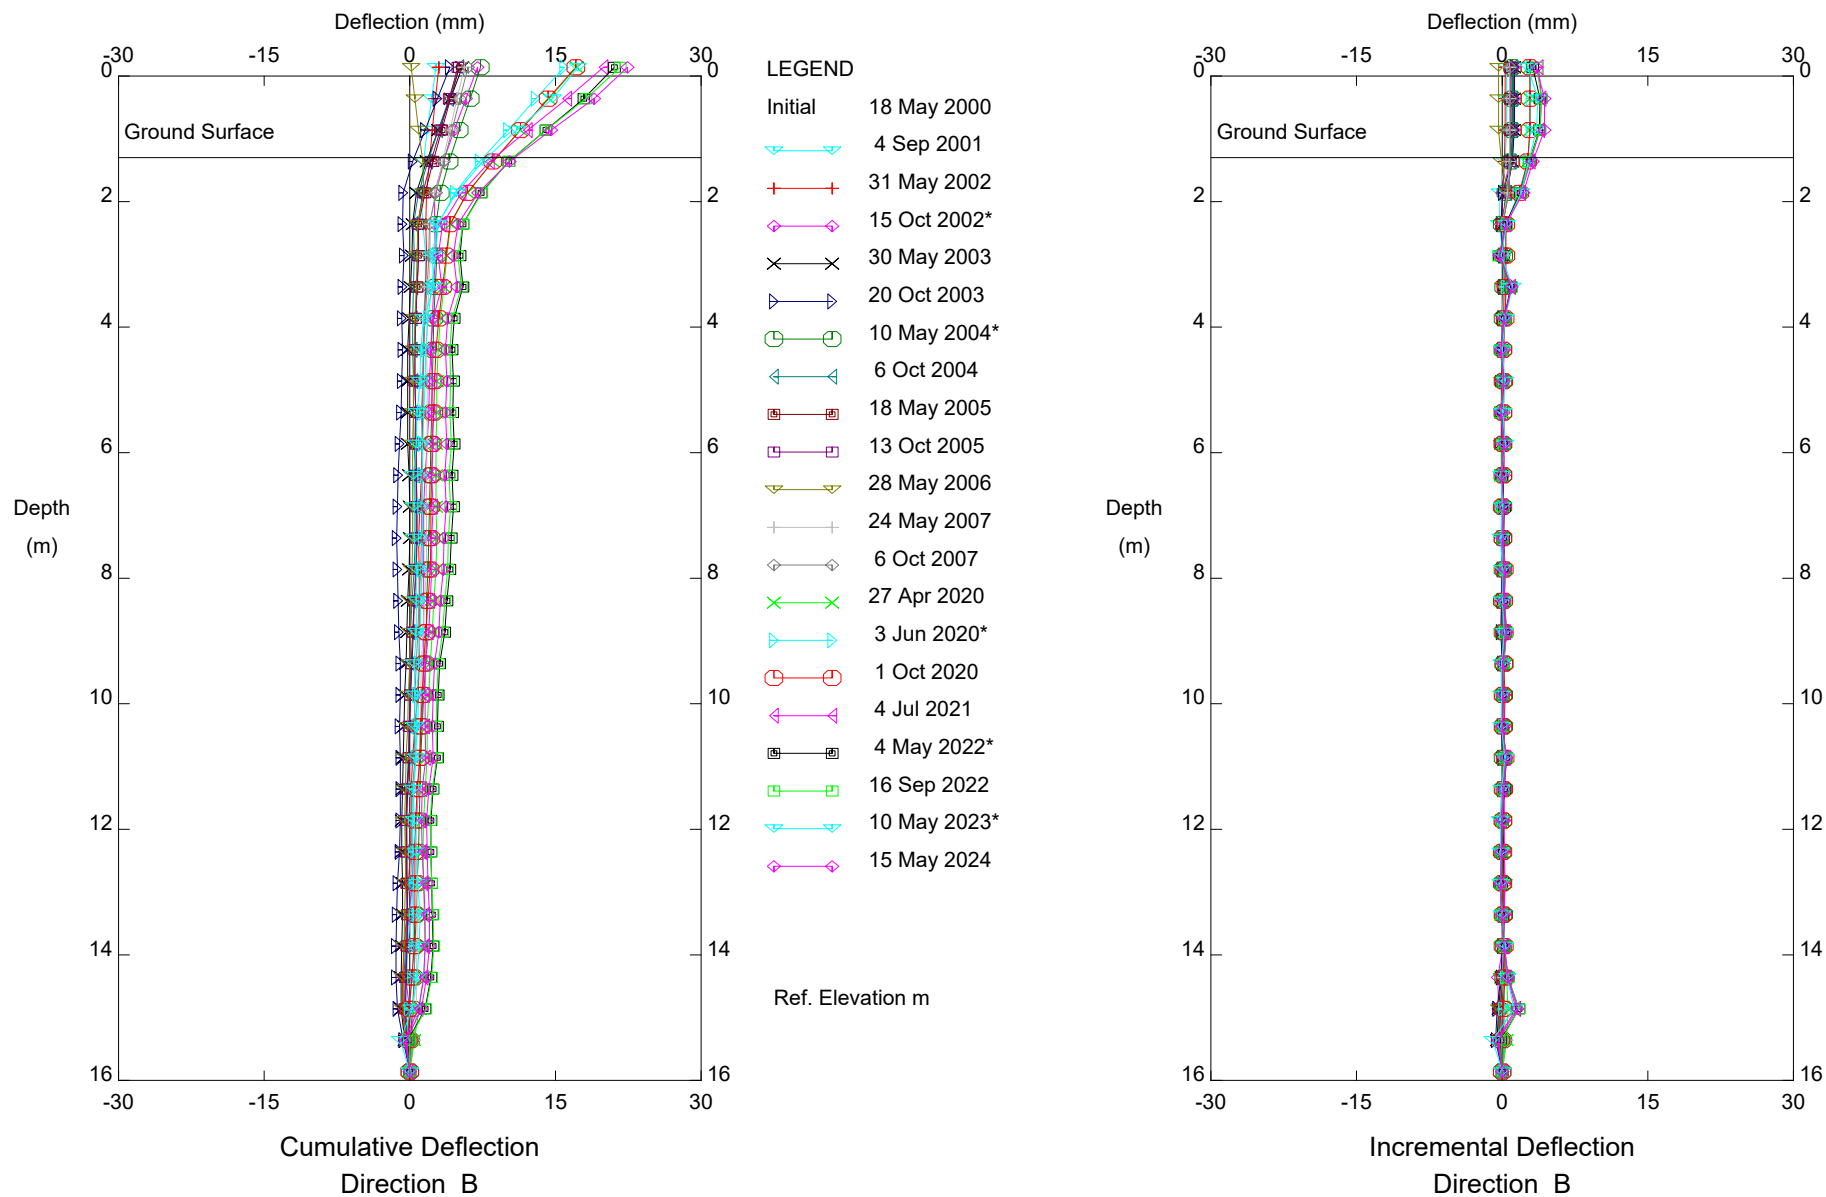 Deflection (mm)
-30 -15 0 15 30
0 0
Ground Surface
2 2
4 4
6 6
Depth
(m)
8 8
10 10
12 12
14 14
16 16
-30 -15 0 15 30
Cumulative Deflection
Direction B
LEGEND
Initial 18 May 2000
4 Sep 2001
31 May 2002
15 Oct 2002*
30 May 2003
20 Oct 2003
10 May 2004*
6 Oct 2004
18 May 2005
13 Oct 2005
28 May 2006
24 May 2007
6 Oct 2007
27 Apr 2020
3 Jun 2020*
1 Oct 2020
4 Jul 2021
4 May 2022*
16 Sep 2022
10 May 2023*
15 May 2024
Ref. Elevation m
Deflection (mm)
-30 -15 0 15 30
0 0
Ground Surface
2 2
4 4
6 6
Depth
(m)
8 8
10 10
12 12
14 14
16 16
-30 -15 0 15 30
Incremental Deflection
Direction B